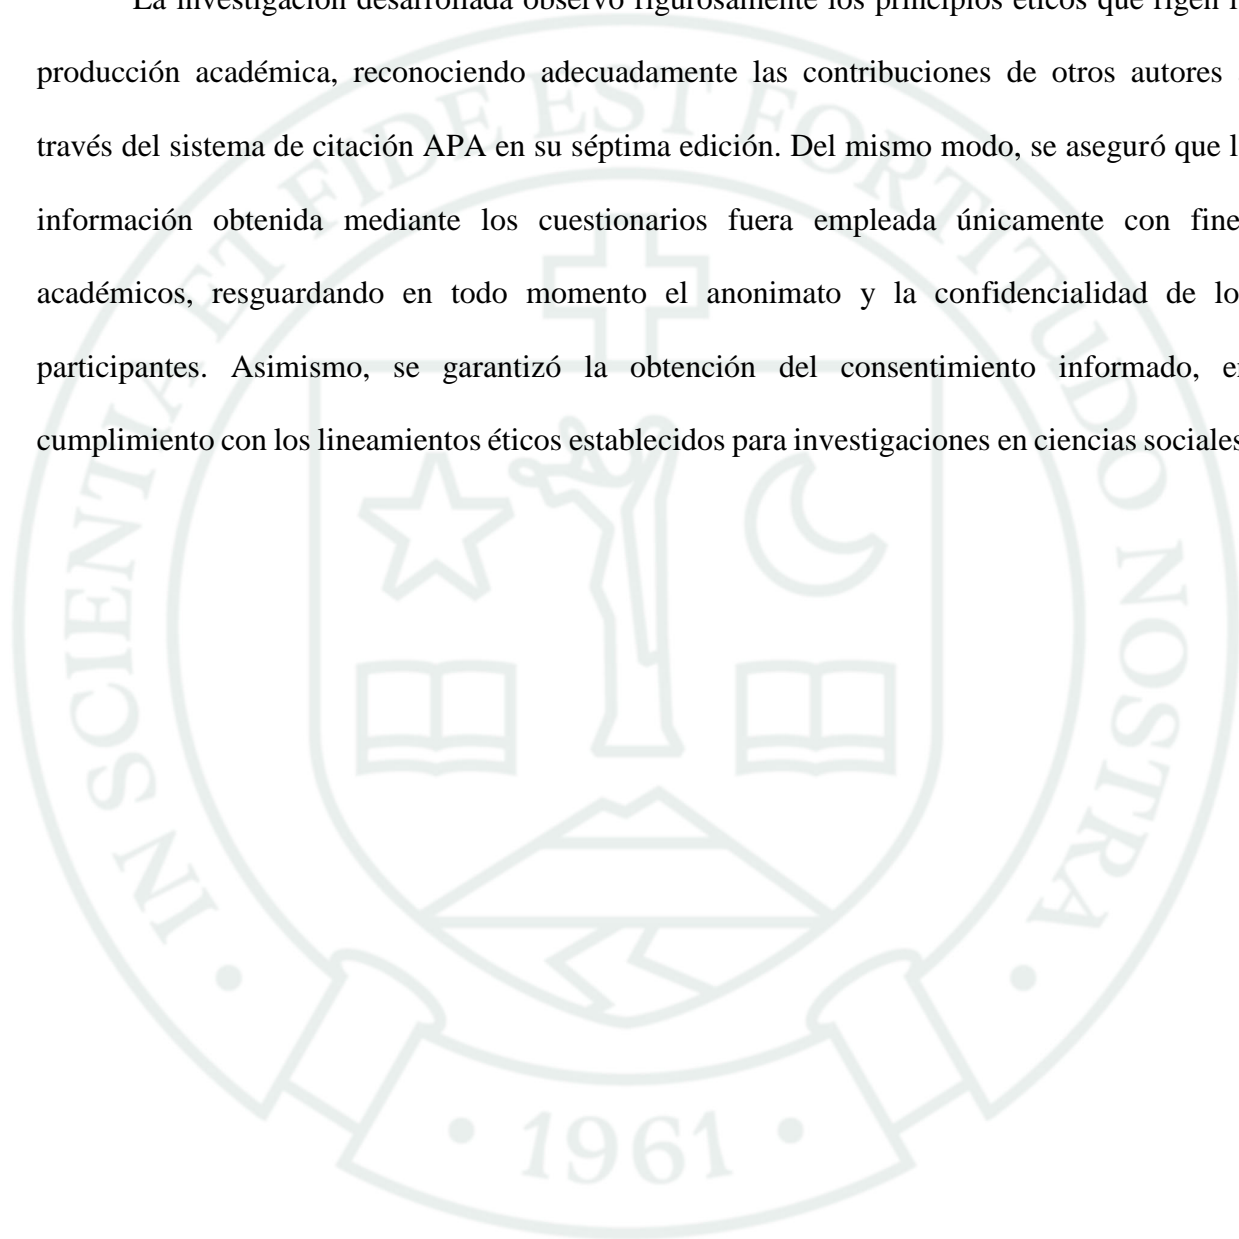 La investigación desarrollada observó rigurosamente los principios éticos que rigen
producción académica, reconociendo adecuadamente las contribuciones de otros autores
través del sistema de citación APA en su séptima edición. Del mismo modo, se aseguró que
información obtenida mediante los cuestionarios fuera empleada únicamente con fine
académicos, resguardando en todo momento el anonimato y la confidencialidad de lo
participantes. Asimismo, se garantizó la obtención del consentimiento informado, en
cumplimiento con los lineamientos éticos establecidos para investigaciones en ciencias sociales
IN SCIENTIA ET FIDE EST FORTITUDO NOSTRA
• 1961 •